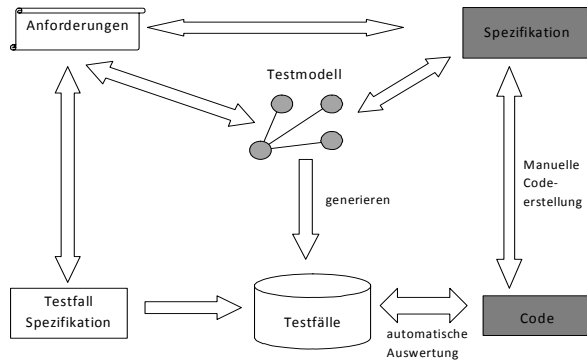 Anforderungen
Spezifikation
Testmodell
Manuelle
Code-
erstellung
generieren
Testfall
Spezifikation
Testfälle
automatische
Auswertung
Code